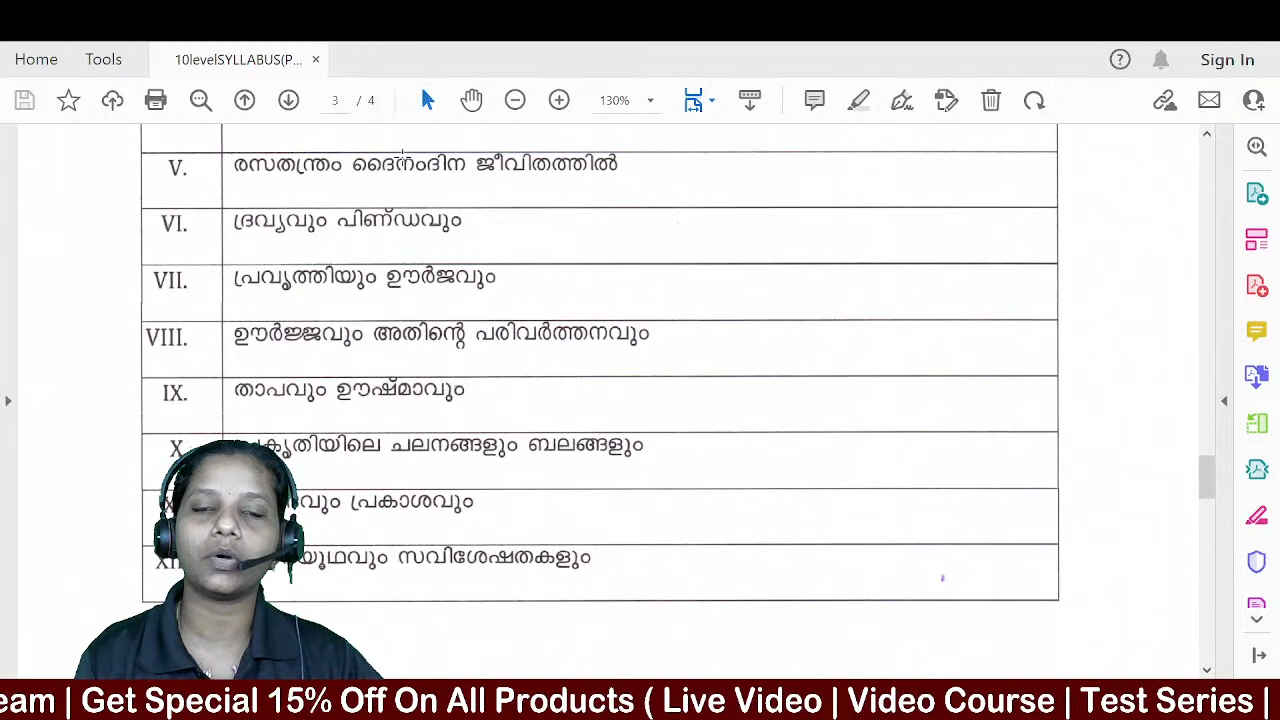 Home Tools 10levelSYLLABUS(P... × Sign In
3 / 4 130%
V. രസതന്ത്രം ദൈനംദിന ജീവിതത്തിൽ
VI. ദ്രവ്യവും പിണ്ഡവും
VII. പ്രവൃത്തിയും ഊർജവും
VIII. ഊർജ്ജവും അതിന്റെ പരിവർത്തനവും
IX. താപവും ഊഷ്മാവും
X ചലനങ്ങളും ബലങ്ങളും
പ്രകാശവും
സവിശേഷതകളും
eam | Get Special 15% Off On All Products ( Live Video | Video Course | Test Series |